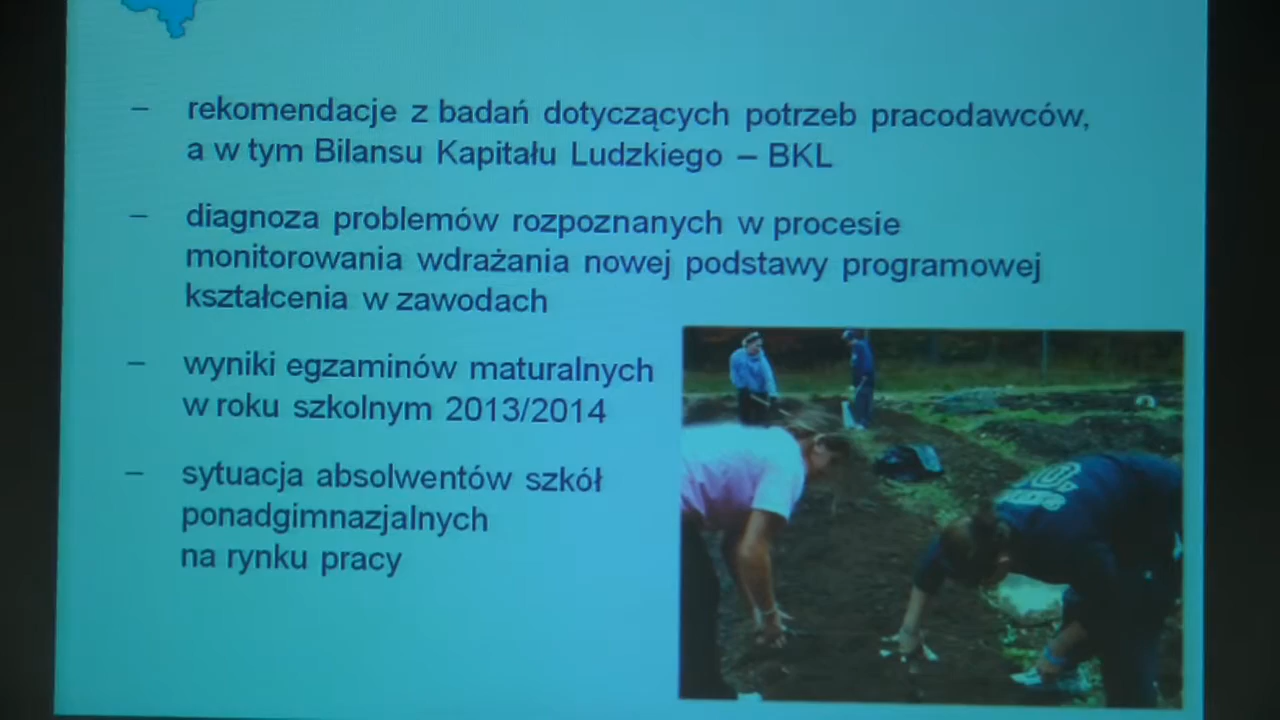 – rekomendacje z badań dotyczących potrzeb pracodawców,
a w tym Bilansu Kapitału Ludzkiego – BKL
– diagnoza problemów rozpoznanych w procesie
monitorowania wdrażania nowej podstawy programowej
kształcenia w zawodach
– wyniki egzaminów maturalnych
w roku szkolnym 2013/2014
– sytuacja absolwentów szkół
ponadgimnazjalnych
na rynku pracy